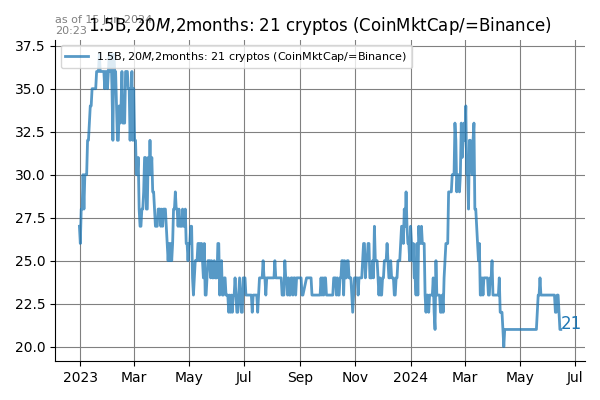 as of 15 Jun 2024
20:23
1.5B, 20M,2months: 21 cryptos (CoinMktCap/=Binance)
1.5B, 20M,2months: 21 cryptos (CoinMktCap/=Binance)
37.5
35.0
32.5
30.0
27.5
25.0
22.5
20.0
21
2023 Mar May Jul Sep Nov 2024 Mar May Jul